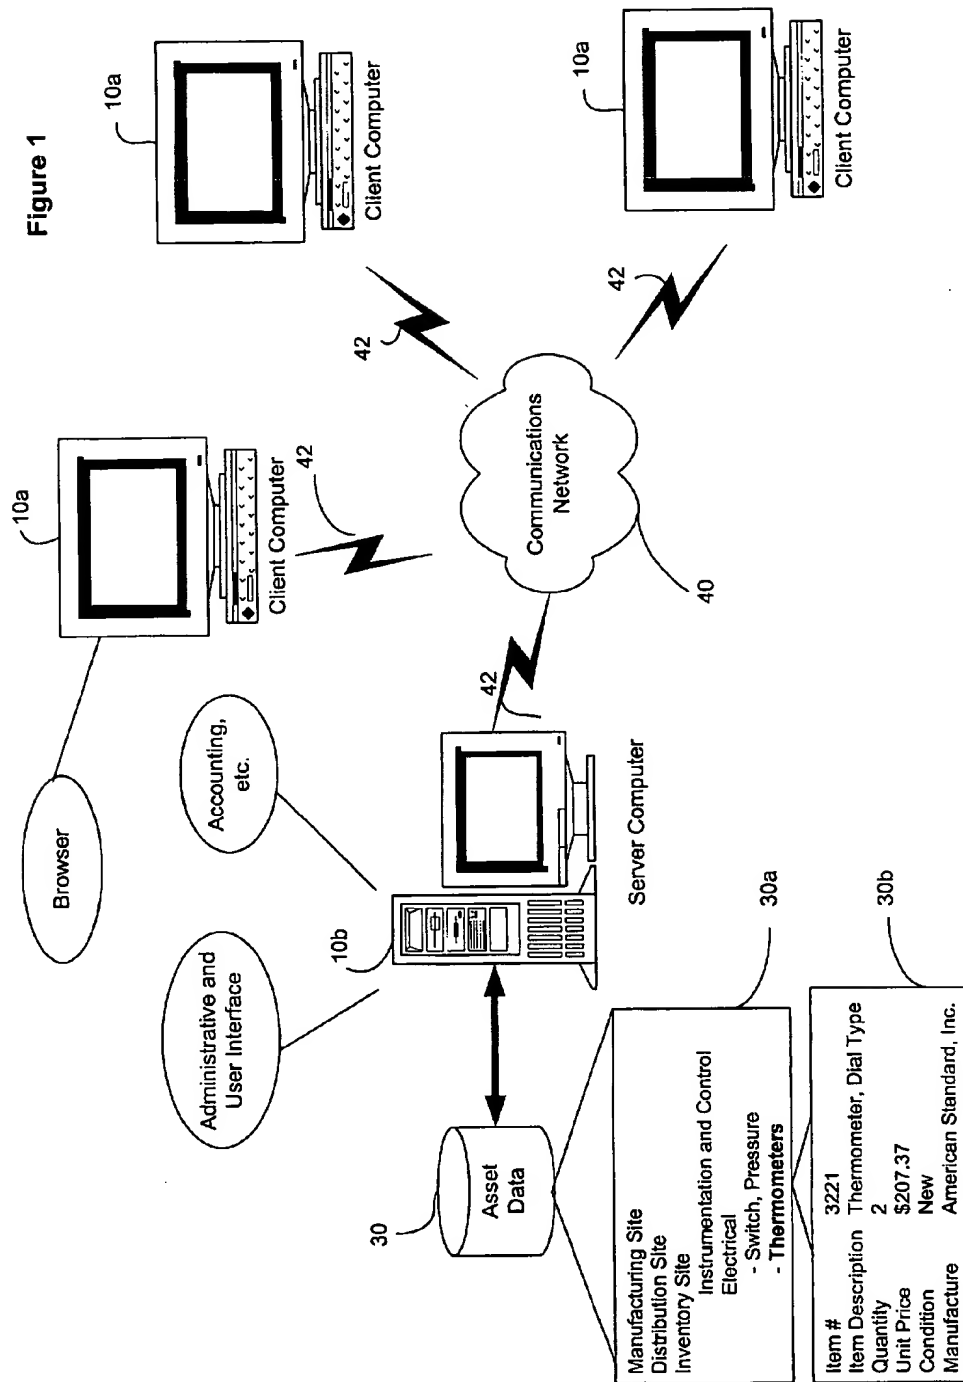 Figure 1
10a
Client Computer
10a
Client Computer
10a
Client Computer
42
42
42
42
Communications
Network
40
Browser
Accounting,
etc.
Administrative and
User Interface
10b
Server Computer
30
Asset
Data
30a
Manufacturing Site
Distribution Site
Inventory Site
Instrumentation and Control
Electrical
- Switch, Pressure
- Thermometers
30b
Item # 3221
Item Description Thermometer, Dial Type
Quantity 2
Unit Price $207.37
Condition New
Manufacture American Standard, Inc.